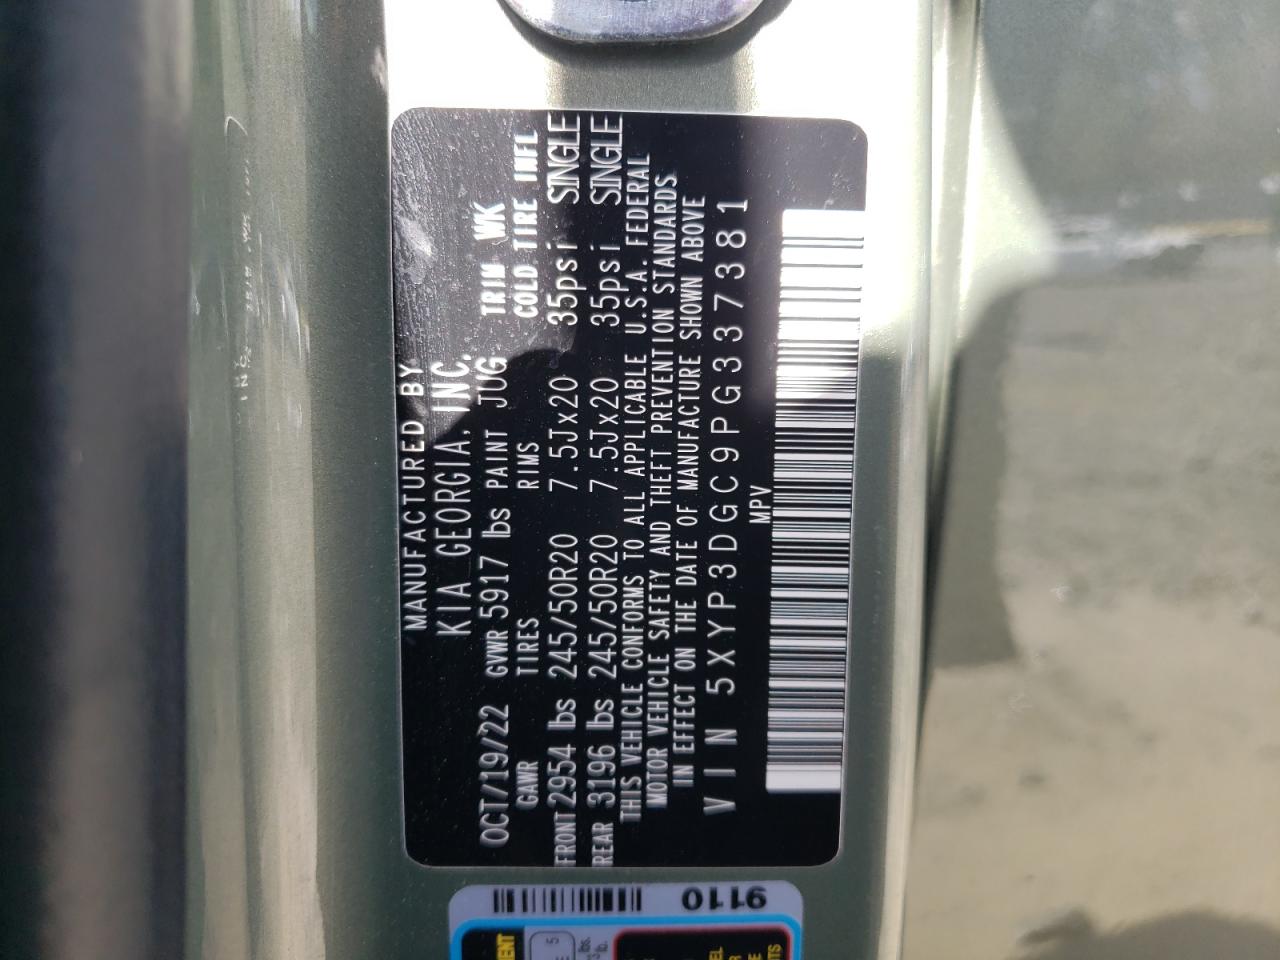 MANUFACTURED BY
KIA GEORGIA, INC.
OCT/19/22 GVWR 5917 lbs PAINT JUG TRIM WK
GAWR TIRES RIMS COLD TIRE INFL
FRONT 2954 lbs 245/50R20 7.5Jx20 35psi SINGLE
REAR 3196 lbs 245/50R20 7.5Jx20 35psi SINGLE
THIS VEHICLE CONFORMS TO ALL APPLICABLE U.S.A. FEDERAL
MOTOR VEHICLE SAFETY AND THEFT PREVENTION STANDARDS
IN EFFECT ON THE DATE OF MANUFACTURE SHOWN ABOVE
VIN 5XYP3DGC9PG337381
MPV
9110